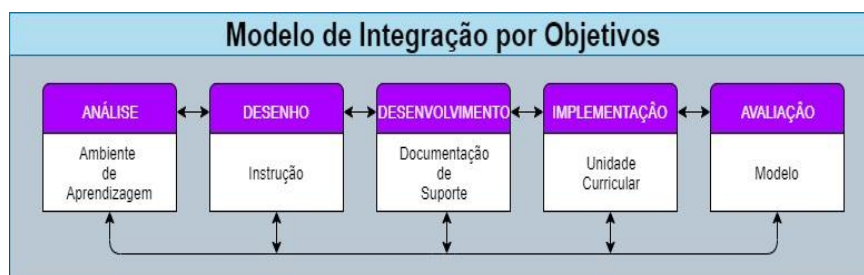 Modelo de Integração por Objetivos
ANÁLISE
Ambiente
de
Aprendizagem
DESENHO
Instrução
DESENVOLVIMENTO
Documentação
de
Suporte
IMPLEMENTAÇÃO
Unidade
Curricular
AVALIAÇÃO
Modelo